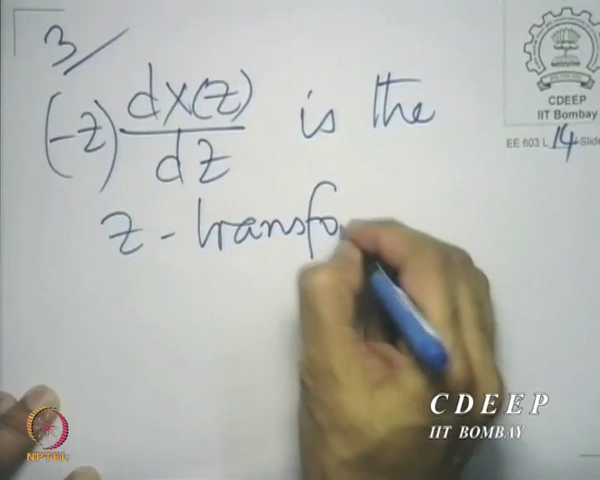 3/
(-z) dX(z)/dz is the
z - transfo
CDEEP
IIT Bombay
EE 603 L 14 -Slide
NPTEL
CDEEP
IIT BOMBAY